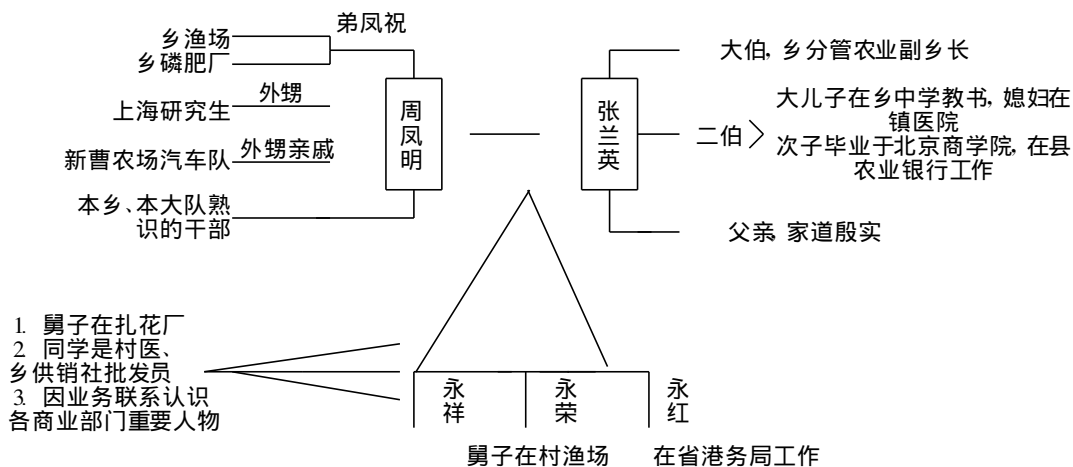 弟凤祝
乡渔场
乡磷肥厂
外甥
上海研究生
外甥亲戚
新曹农场汽车队
本乡、本大队熟
识的干部
周凤明
张兰英
大伯, 乡分管农业副乡长
二伯
大儿子在乡中学教书, 媳妇在
镇医院
次子毕业于北京商学院, 在县
农业银行工作
父亲, 家道殷实
1. 舅子在扎花厂
2. 同学是村医、
乡供销社批发员
3. 因业务联系认识
各商业部门重要人物
永祥
永荣
永红
舅子在村渔场
在省港务局工作